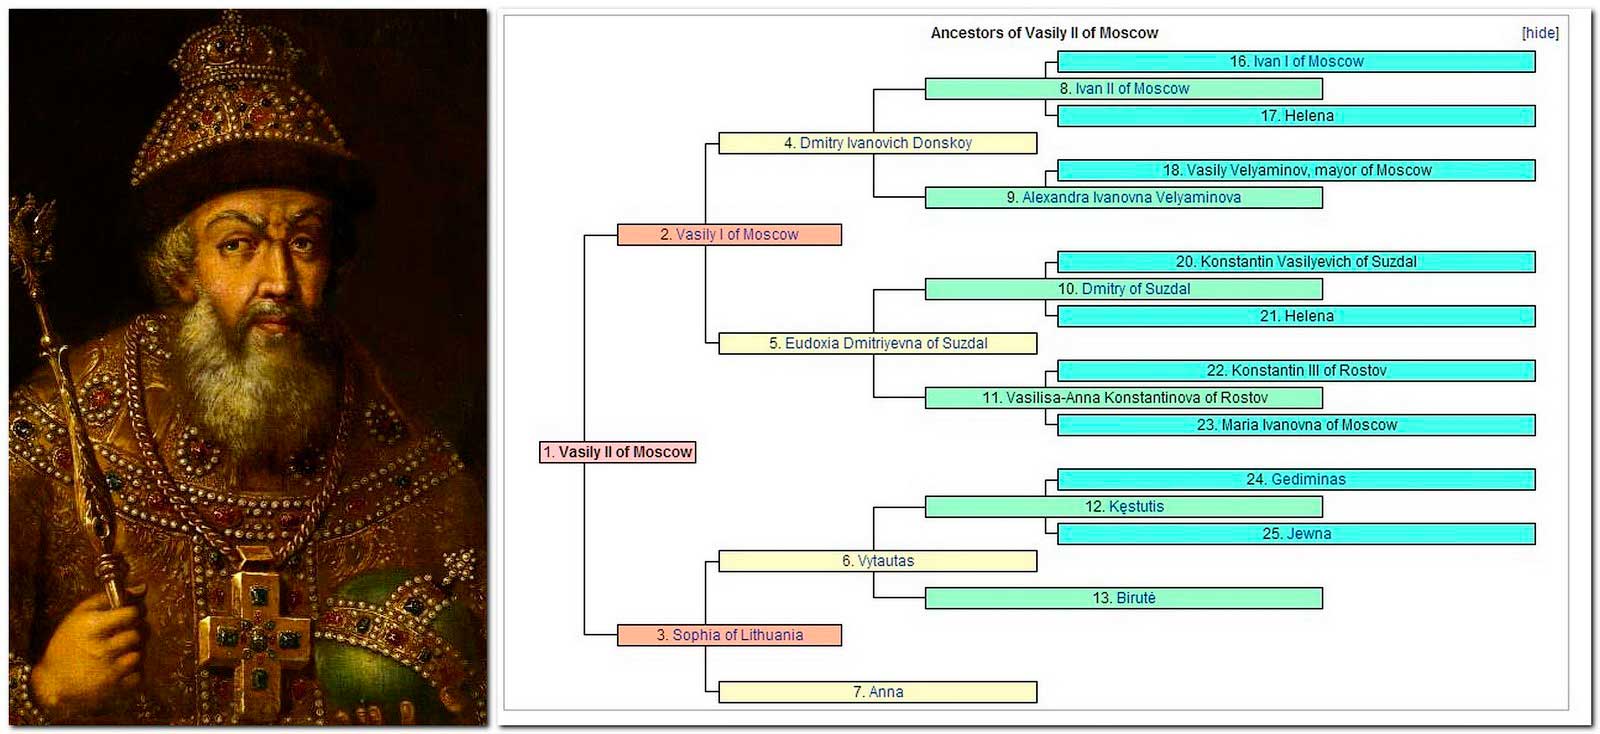 Ancestors of Vasily II of Moscow
[hide]
16. Ivan I of Moscow
8. Ivan II of Moscow
17. Helena
4. Dmitry Ivanovich Donskoy
18. Vasily Velyaminov, mayor of Moscow
9. Alexandra Ivanovna Velyaminova
2. Vasily I of Moscow
20. Konstantin Vasilyevich of Suzdal
10. Dmitry of Suzdal
21. Helena
5. Eudoxia Dmitriyevna of Suzdal
22. Konstantin III of Rostov
11. Vasilisa-Anna Konstantinova of Rostov
23. Maria Ivanovna of Moscow
1. Vasily II of Moscow
24. Gediminas
12. Kęstutis
25. Jewna
6. Vytautas
13. Birutė
3. Sophia of Lithuania
7. Anna